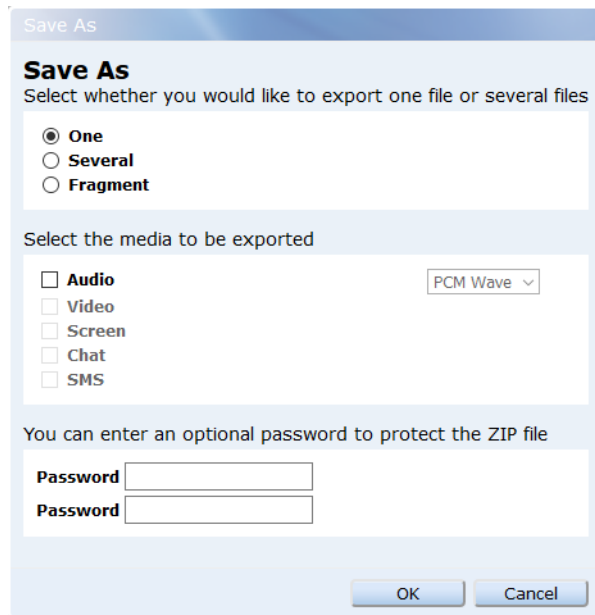 Save As
Save As
Select whether you would like to export one file or several files
One
Several
Fragment
Select the media to be exported
Audio PCM Wave
Video
Screen
Chat
SMS
You can enter an optional password to protect the ZIP file
Password
Password
OK Cancel